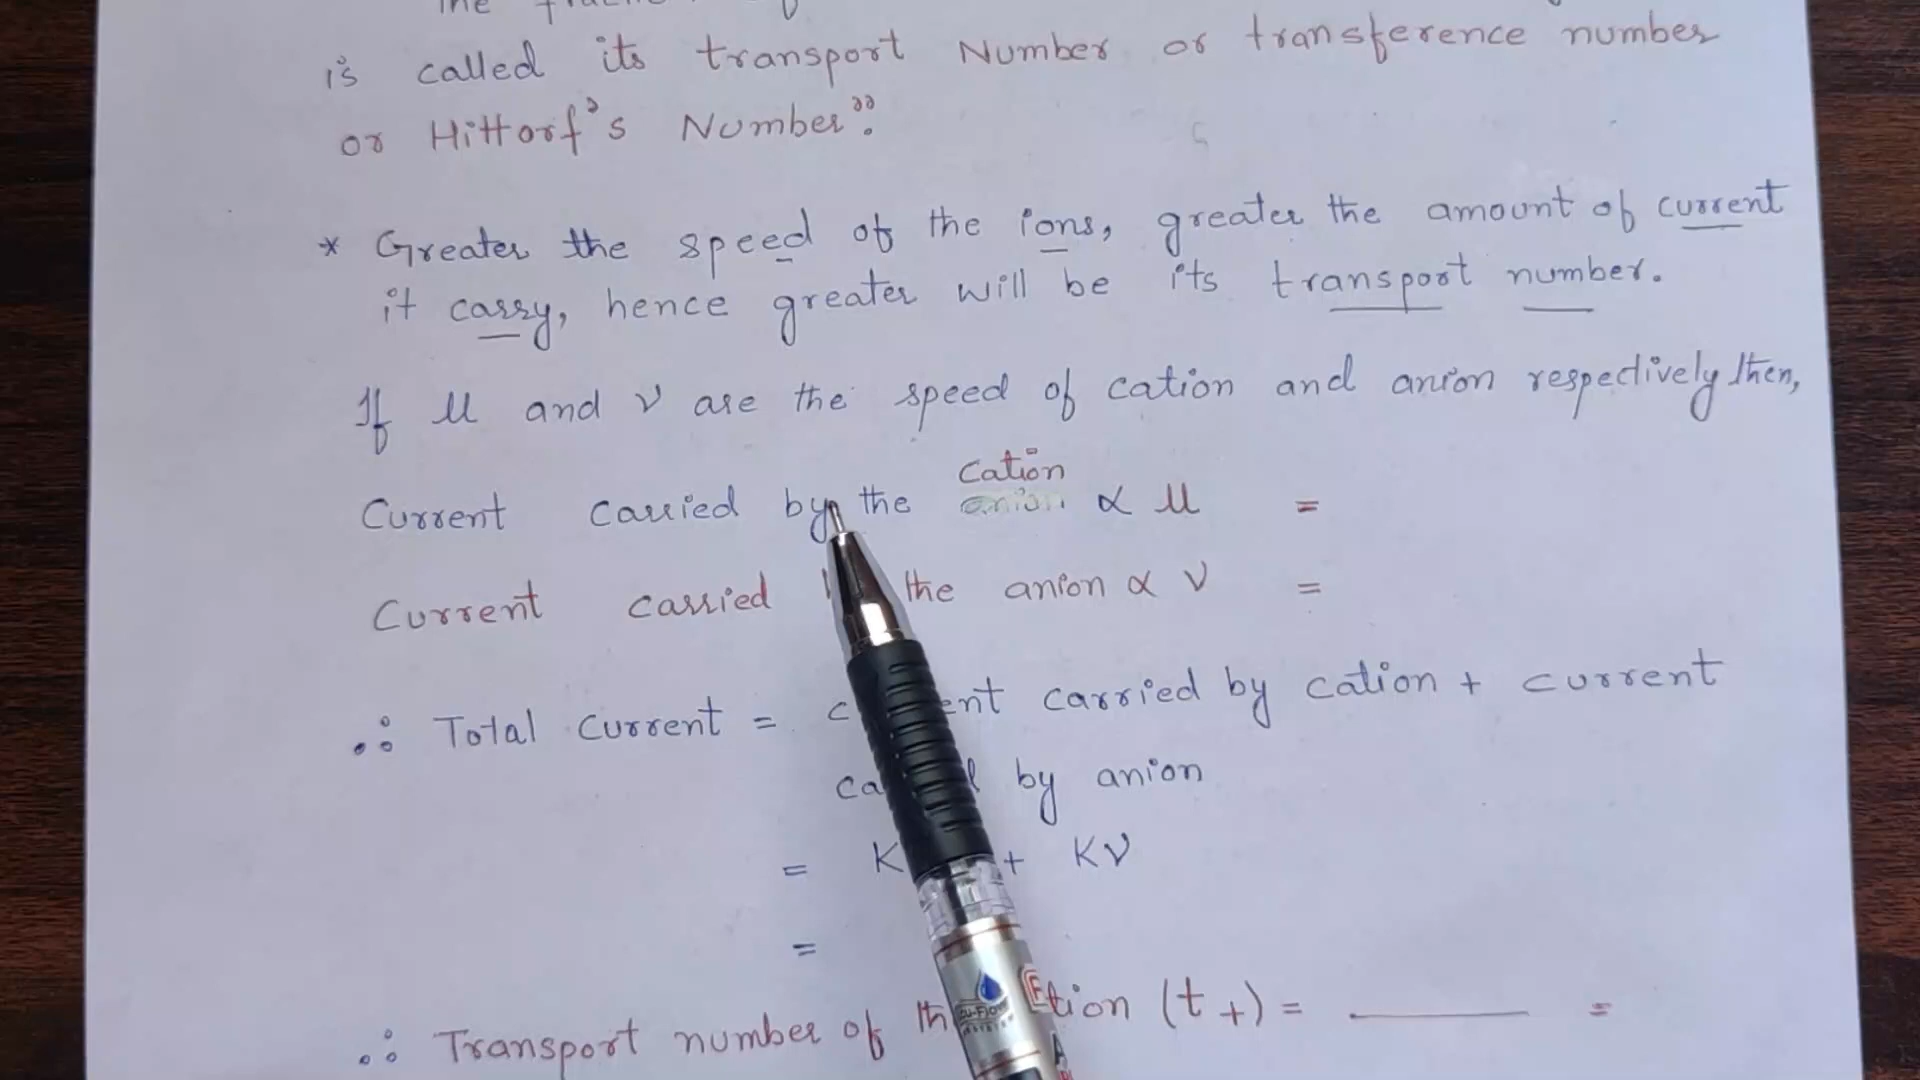 The
is called its transport Number or transference number
or Hittorf's Number".
* Greater the speed of the ions, greater the amount of current
it carry, hence greater will be its transport number.
If u and v are the speed of cation and anion respectively then,
Cation
Current carried by the anion ∝ u =
Current carried the anion ∝ v =
∴ Total Current = carried by cation + current
by anion
= K + Kv
=
∴ Transport number of (t+) = ______ =